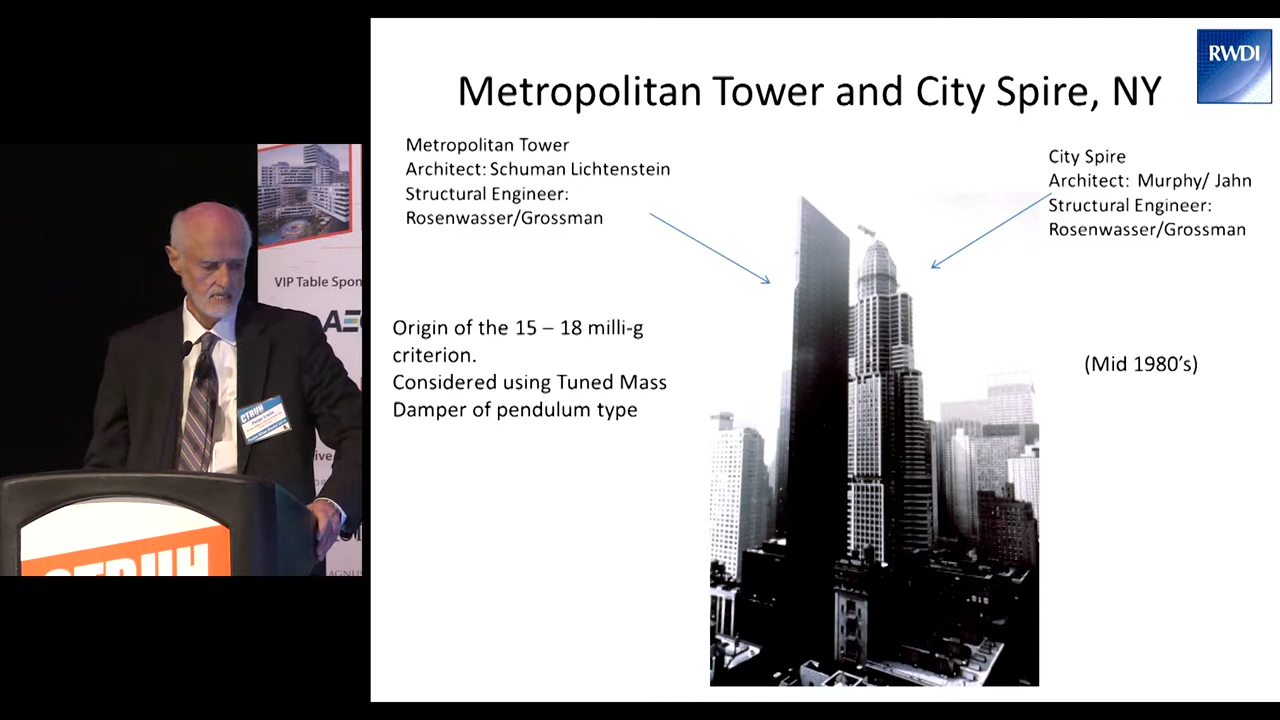 RWDI
Metropolitan Tower and City Spire, NY
Metropolitan Tower
Architect: Schuman Lichtenstein
Structural Engineer:
Rosenwasser/Grossman
City Spire
Architect: Murphy/ Jahn
Structural Engineer:
Rosenwasser/Grossman
Origin of the 15 – 18 milli-g
criterion.
Considered using Tuned Mass
Damper of pendulum type
(Mid 1980's)
VIP Table Spon
CTBUH
CTBUH